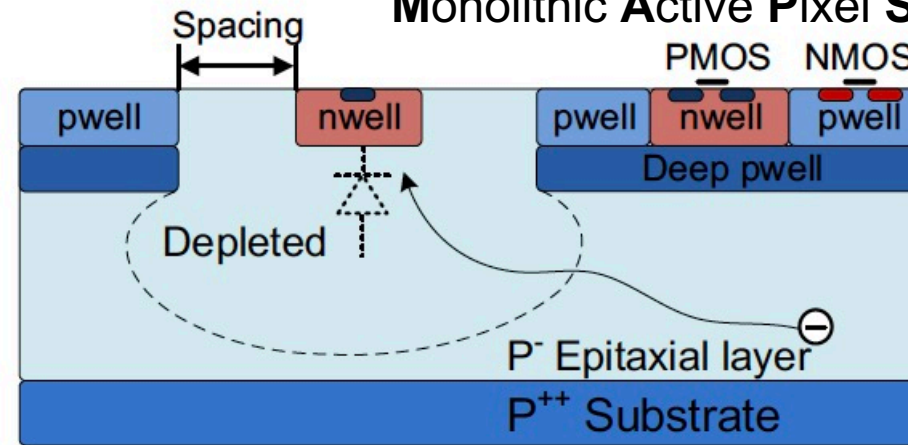 Monolithic Active Pixel S
Spacing
PMOS NMOS
pwell nwell pwell nwell pwell
Deep pwell
Depleted
P⁻ Epitaxial layer
P⁺⁺ Substrate